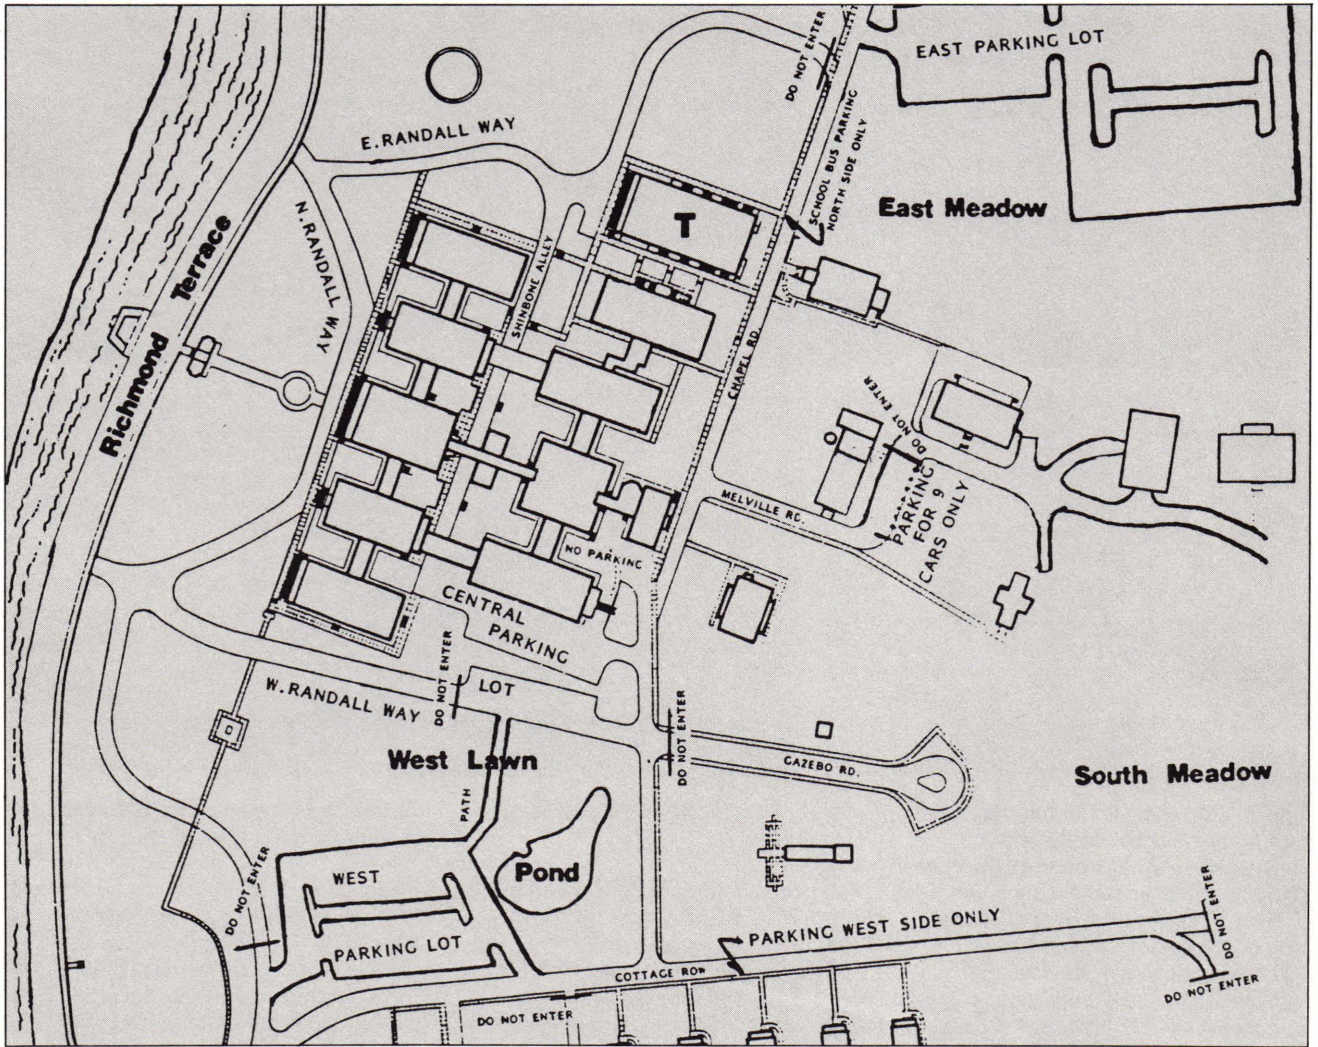 DO NOT ENTER
EAST PARKING LOT
E. RANDALL WAY
SCHOOL BUS PARKING
NORTH SIDE ONLY
East Meadow
T
N. RANDALL WAY
Richmond Terrace
SHINBONE ALLEY
CHAPEL RD.
DO NOT ENTER
DO NOT ENTER
MELVILLE RD.
PARKING
FOR 9
CARS ONLY
NO PARKING
CENTRAL
PARKING
LOT
DO NOT ENTER
W. RANDALL WAY
DO NOT ENTER
West Lawn
GAZEBO RD.
South Meadow
PATH
Pond
DO NOT ENTER
WEST
PARKING LOT
PARKING WEST SIDE ONLY
DO NOT ENTER
COTTAGE ROW
DO NOT ENTER
DO NOT ENTER